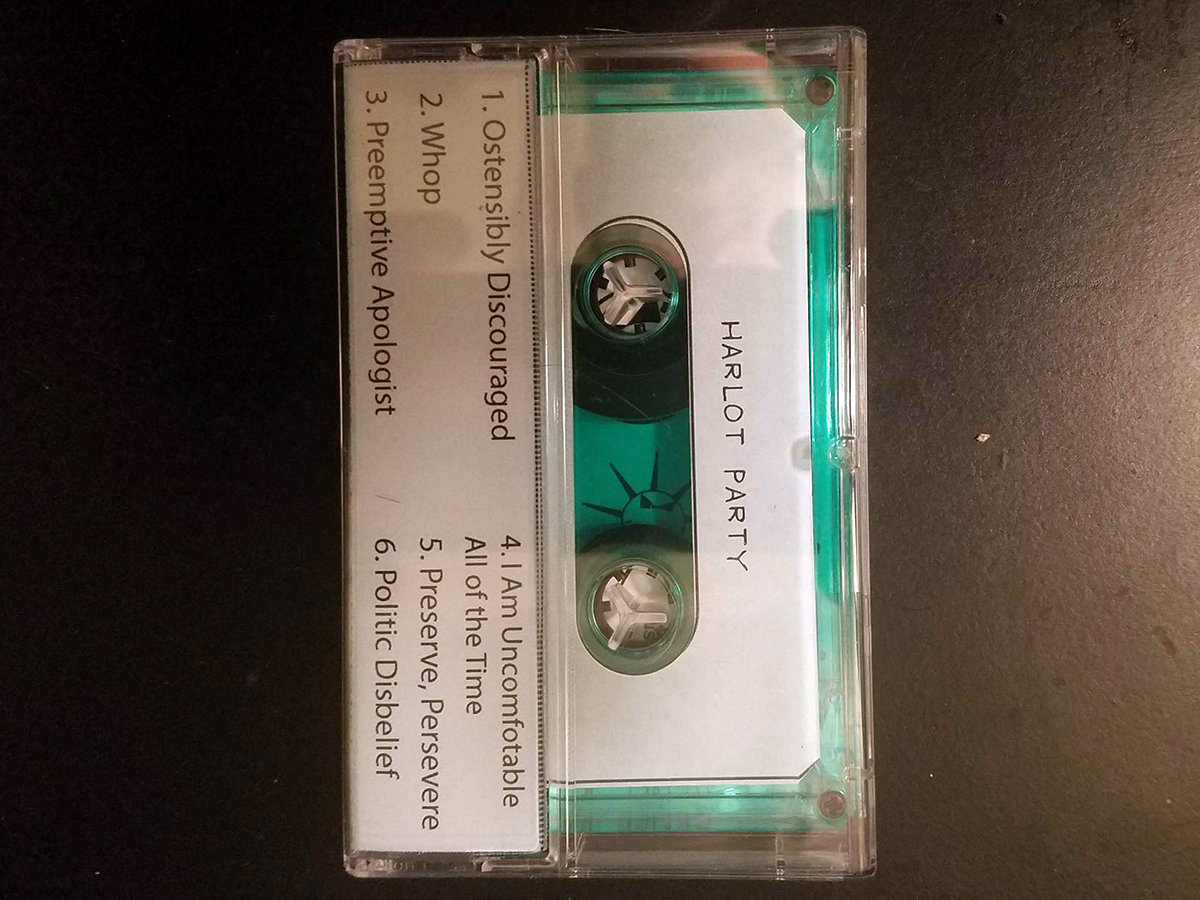 HARLOT PARTY
1. Ostensibly Discouraged
2. Whop
3. Preemptive Apologist
4. I Am Uncomfotable
All of the Time
5. Preserve, Persevere
6. Politic Disbelief